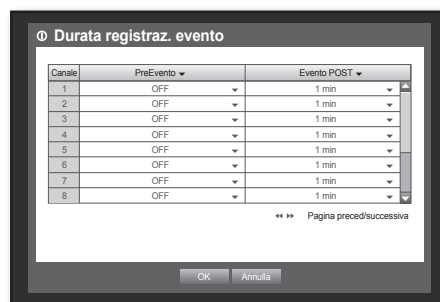 Durata registraz. evento
Canale PreEvento Evento POST
1 OFF 1 min
2 OFF 1 min
3 OFF 1 min
4 OFF 1 min
5 OFF 1 min
6 OFF 1 min
7 OFF 1 min
8 OFF 1 min
Pagina preced/successiva
OK Annulla